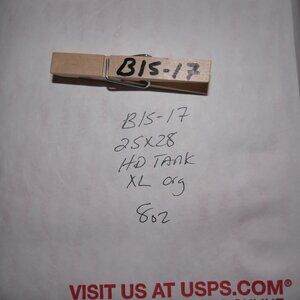 B15-17
B15-17
25X28
HD TANK
XL org
8oz
VISIT US AT USPS.COM®